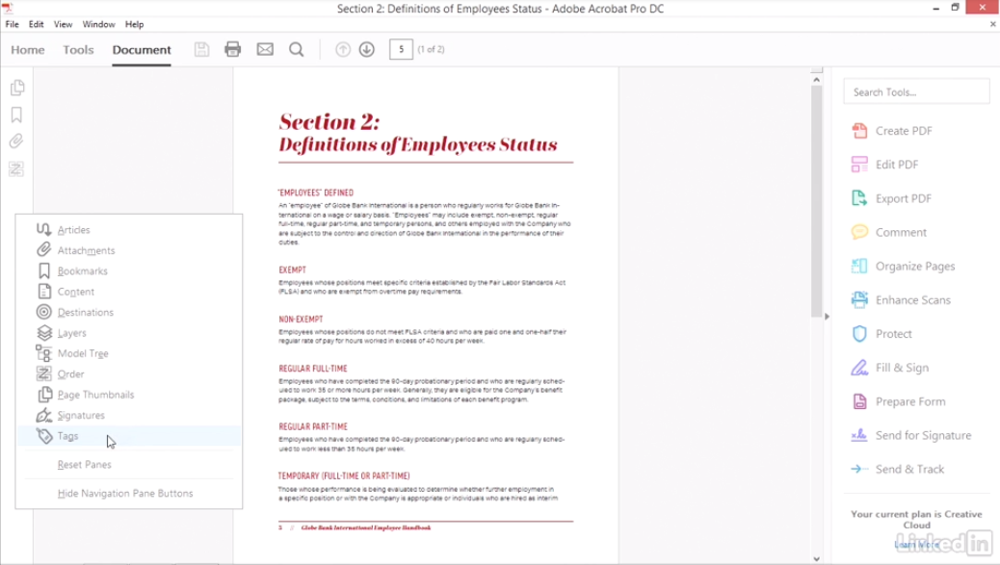 Section 2: Definitions of Employees Status - Adobe Acrobat Pro DC
File Edit View Window Help
Home Tools Document 5 (1 of 2)
Search Tools...
Create PDF
Edit PDF
Export PDF
Comment
Organize Pages
Enhance Scans
Protect
Fill & Sign
Prepare Form
Send for Signature
Send & Track
Your current plan is Creative
Cloud
Learn More
LinkedIn
Articles
Attachments
Bookmarks
Content
Destinations
Layers
Model Tree
Order
Page Thumbnails
Signatures
Tags
Reset Panes
Hide Navigation Pane Buttons
Section 2:
Definitions of Employees Status
"EMPLOYEES" DEFINED
An "employee" of Globe Bank International is a person who regularly works for Globe Bank In-
ternational on a wage or salary basis. "Employees" may include exempt, non-exempt, regular
full-time, regular part-time, and temporary persons, and others employed with the Company who
are subject to the control and direction of Globe Bank International in the performance of their
duties.
EXEMPT
Employees whose positions meet specific criteria established by the Fair Labor Standards Act
(FLSA) and who are exempt from overtime pay requirements.
NON-EXEMPT
Employees whose positions do not meet FLSA criteria and who are paid one and one-half their
regular rate of pay for hours worked in excess of 40 hours per week.
REGULAR FULL-TIME
Employees who have completed the 90-day probationary period and who are regularly sched-
uled to work 35 or more hours per week. Generally, they are eligible for the Company's benefit
package, subject to the terms, conditions, and limitations of each benefit program.
REGULAR PART-TIME
Employees who have completed the 90-day probationary period and who are regularly sched-
uled to work less than 35 hours per week.
TEMPORARY (FULL-TIME OR PART-TIME)
Those whose performance is being evaluated to determine whether further employment in
a specific position or with the Company is appropriate or individuals who are hired as interim
2 // Globe Bank International Employee Handbook